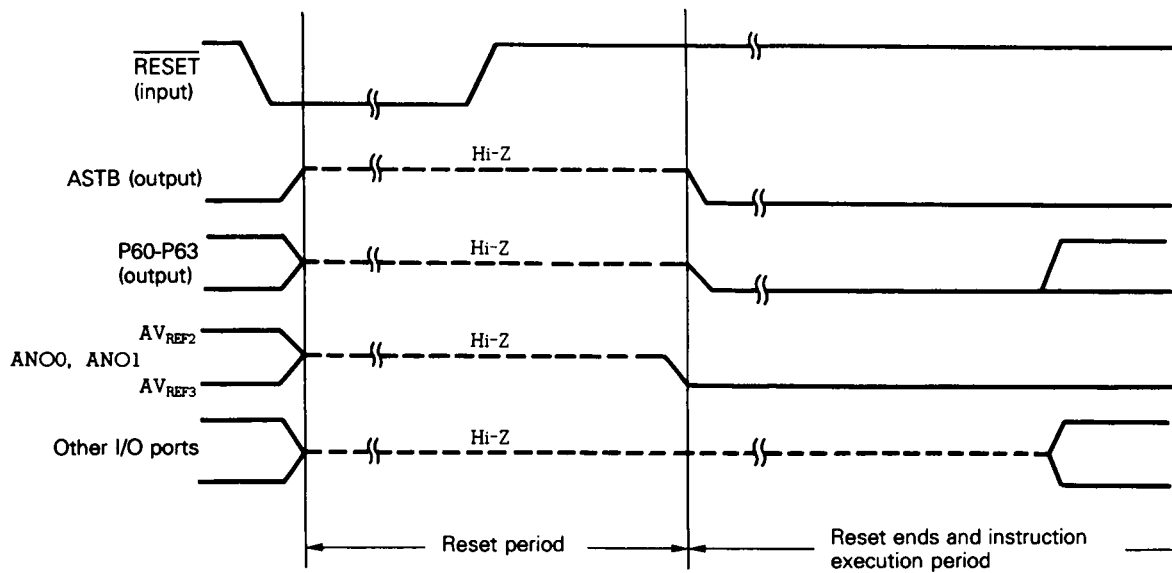 RESET
(input)
Hi-Z
ASTB (output)
Hi-Z
P60-P63
(output)
Hi-Z
AVREF2
ANO0, ANO1
AVREF3
Hi-Z
Other I/O ports
Reset period
Reset ends and instruction
execution period